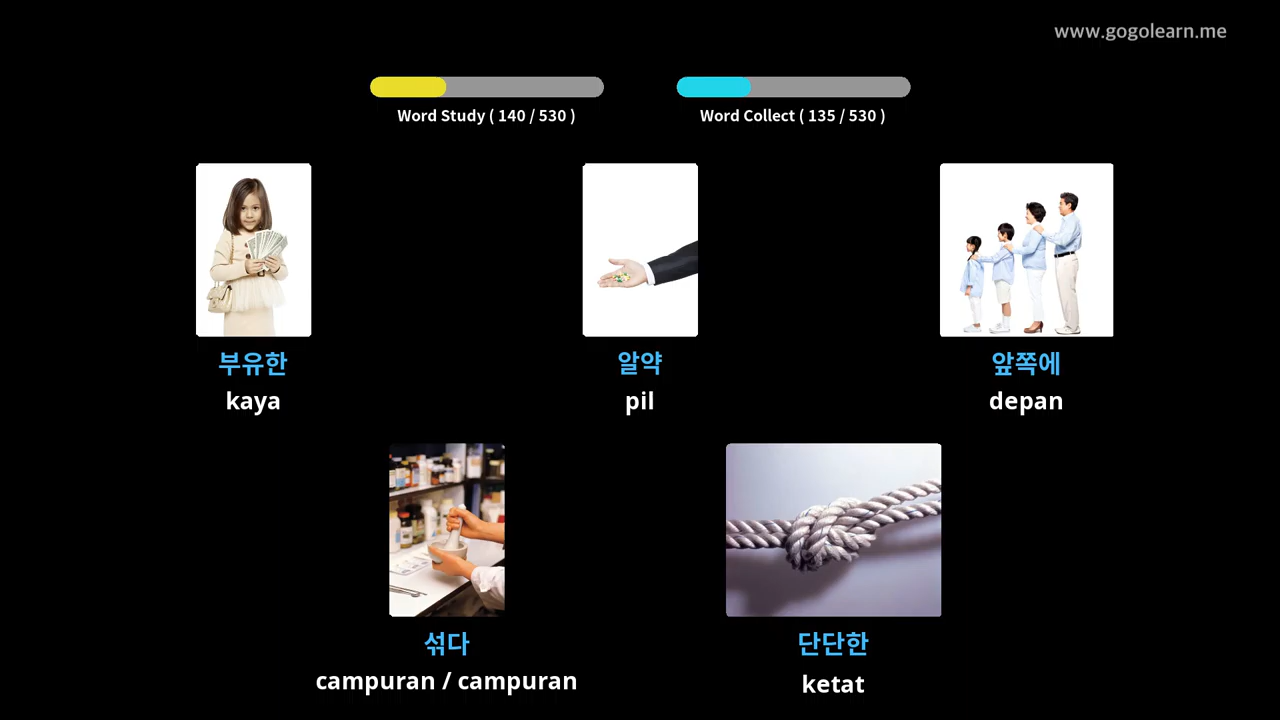 www.gogolearn.me
Word Study ( 140 / 530 )
Word Collect ( 135 / 530 )
부유한
kaya
알약
pil
앞쪽에
depan
섞다
campuran / campuran
단단한
ketat